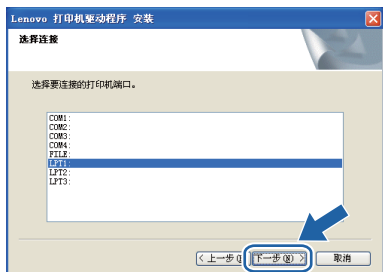 Lenovo 打印机驱动程序 安装
选择连接
选择要连接的打印机端口。
COM1:
COM2:
COM3:
COM4:
FILE:
LPT1:
LPT2:
LPT3:
< 上一步( 下一步(N) > 取消